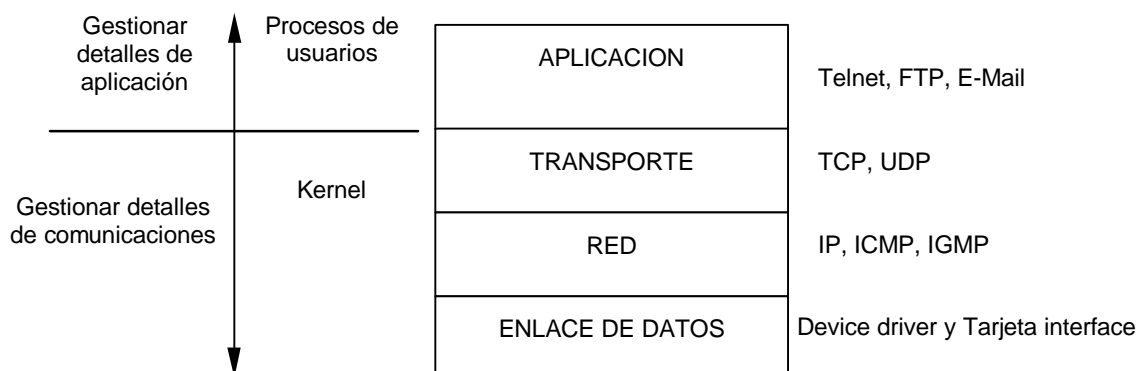 Gestionar
detalles de
aplicación
Procesos de
usuarios
APLICACION
Telnet, FTP, E-Mail
TRANSPORTE
TCP, UDP
Kernel
Gestionar detalles
de comunicaciones
RED
IP, ICMP, IGMP
ENLACE DE DATOS
Device driver y Tarjeta interface